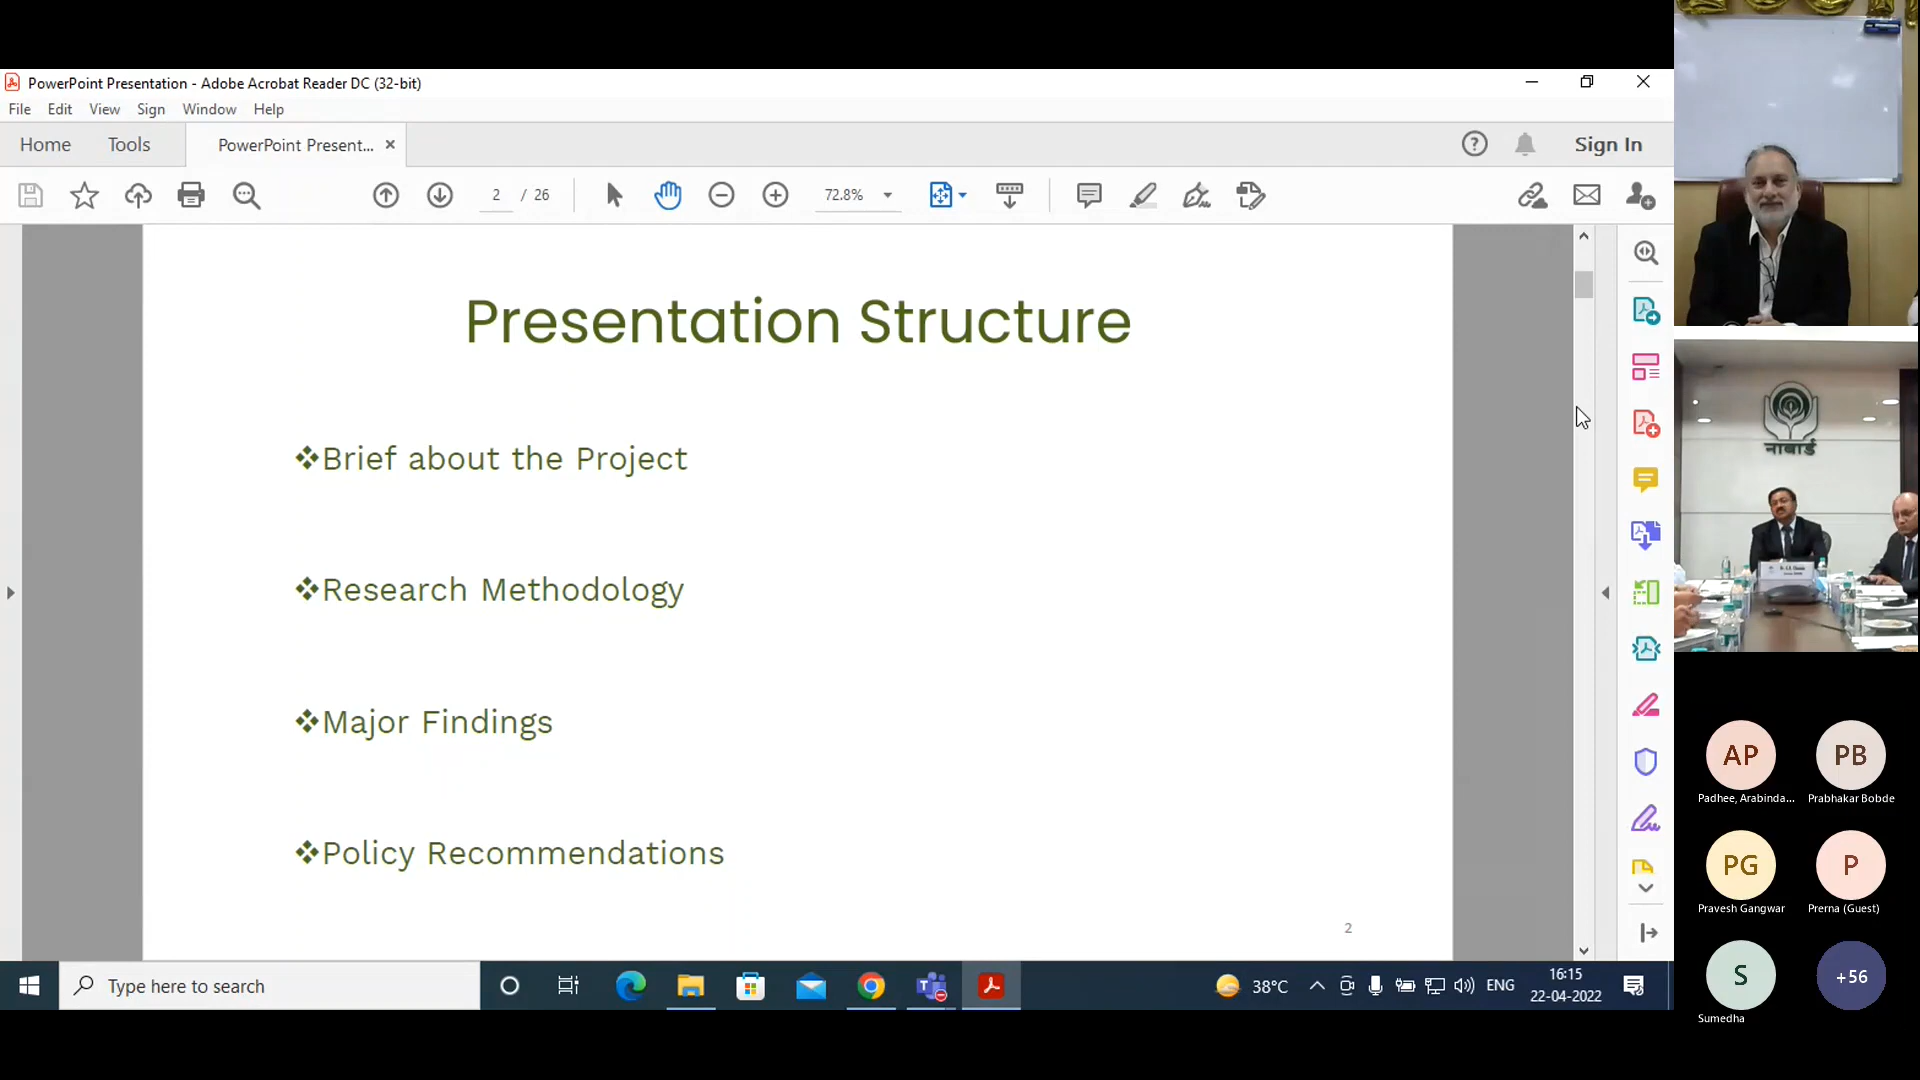 PowerPoint Presentation - Adobe Acrobat Reader DC (32-bit)
File Edit View Sign Window Help
Home Tools PowerPoint Present... Sign In
2 / 26 72.8%
Presentation Structure
❖Brief about the Project
❖Research Methodology
❖Major Findings
❖Policy Recommendations
2
Type here to search
38°C ENG
16:15
22-04-2022
नाबार्ड
AP PB
Padhee, Arabinda... Prabhakar Bobde
PG P
Pravesh Gangwar Prerna (Guest)
S +56
Sumedha